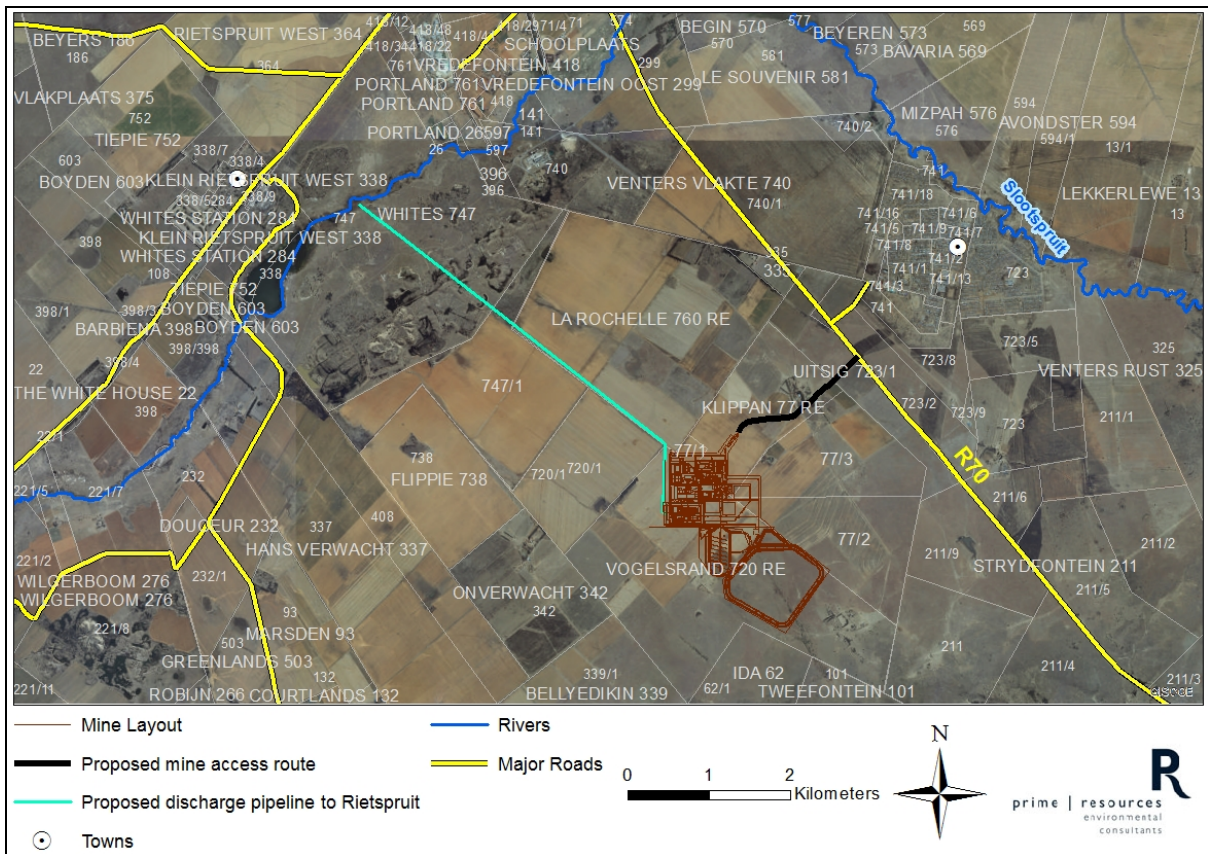 418/12
418/48
418/29
71/4
71
574
BEGIN 570
570
577
BEYEREN 573
573
569
BAVARIA 569
BEYERS 186
186
RIETSPRUIT WEST 364
364
418/34
418/22
418/41
SCHOOLPLAATS
761
VREDEFONTEIN 418
299
581
LE SOUVENIR 581
VLAKPLAATS 375
752
PORTLAND 761
VREDEFONTEIN OOST 299
PORTLAND 761
418
141
141
740/2
MIZPAH 576
576
594
AVONDSTER 594
594/1
13/1
TIEPIE 752
338/7
338/4
PORTLAND 26
597
26
597
603
BOYDEN 603
KLEIN RIETSPRUIT WEST 338
396
396
740
VENTERS VLAKTE 740
740/1
741
741/18
LEKKERLEWE 13
13
338/5
284
338/9
747
WHITES 747
WHITES STATION 284
741/16
741/6
741/5
741/9
741/7
Slootspruit
398
KLEIN RIETSPRUIT WEST 338
WHITES STATION 284
741/8
741/2
108
338
335
741/1
741/13
723
TIEPIE 752
741/3
398/1
398/3
BOYDEN 603
741
BARBIENA 398
BOYDEN 603
LA ROCHELLE 760 RE
398/398
723/5
325
22
398/4
747/1
UITSIG 723/1
723/8
VENTERS RUST 325
THE WHITE HOUSE 22
398
KLIPPAN 77 RE
723/2
723/9
723
211/1
22/1
738
77/1
77/3
R70
FLIPPIE 738
720/1
720/1
232
221/5
221/7
211/6
DOUCEUR 232
337
408
HANS VERWACHT 337
77/2
211/9
211/2
221/2
232/1
VOGELSRAND 720 RE
STRYDFONTEIN 211
WILGERBOOM 276
WILGERBOOM 276
ONVERWACHT 342
342
211/5
93
221/8
MARSDEN 93
503
GREENLANDS 503
211
211/4
132
339/1
IDA 62
101
221/11
ROBIJN 266
COURTLANDS 132
BELLYEDIKIN 339
62/1
TWEEFONTEIN 101
211/3
Mine Layout
Proposed mine access route
Proposed discharge pipeline to Rietspruit
Towns
Rivers
Major Roads
0 1 2
Kilometers
N
R
prime | resources
environmental
consultants